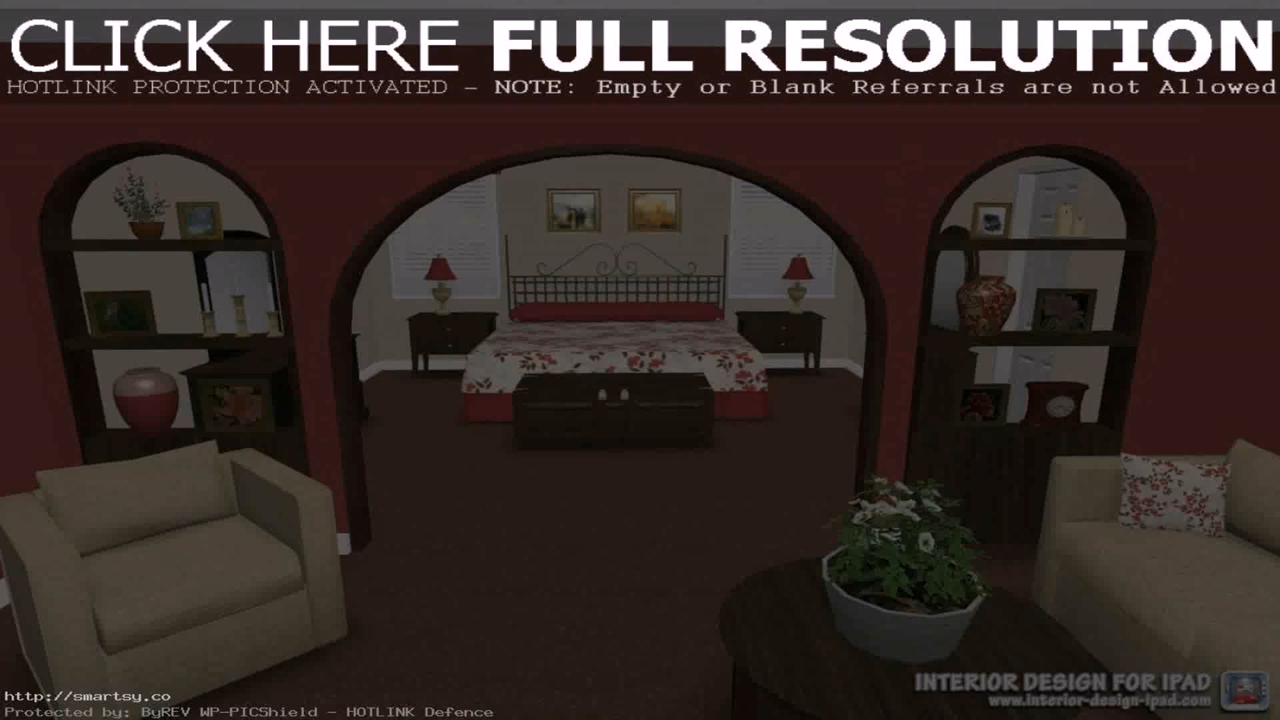 CLICK HERE FULL RESOLUTION
HOTLINK PROTECTION ACTIVATED - NOTE: Empty or Blank Referrals are not Allowed
INTERIOR DESIGN FOR IPAD
www.interior-design-ipad.com
http://smartsy.co
Protected by: ByREV WP-PICShield - HOTLINK Defence